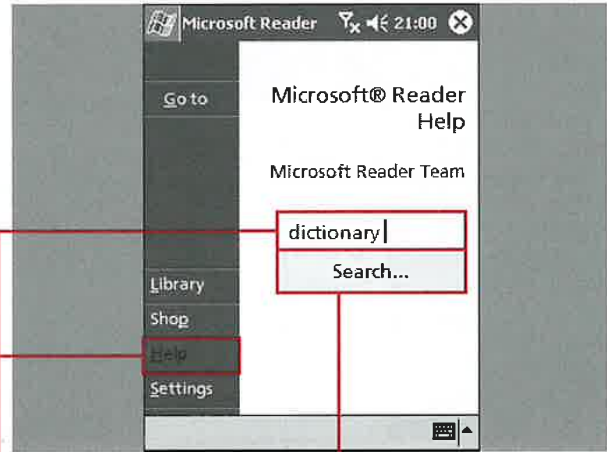 Microsoft Reader 21:00
Go to
Microsoft® Reader
Help
Microsoft Reader Team
dictionary
Search...
Library
Shop
Help
Settings